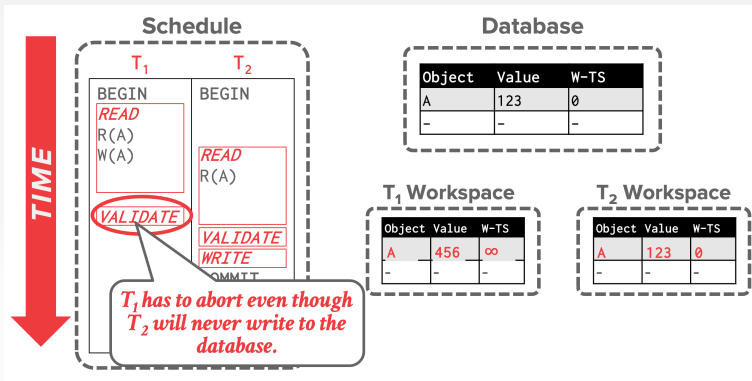 Schedule
Database
TIME
T1
T2
BEGIN
BEGIN
READ
R(A)
W(A)
READ
R(A)
VALIDATE
VALIDATE
WRITE
COMMIT
T1 has to abort even though
T2 will never write to the
database.
Object Value W-TS
A 123 0
- - -
T1 Workspace
Object Value W-TS
A 456 ∞
- - -
T2 Workspace
Object Value W-TS
A 123 0
- - -